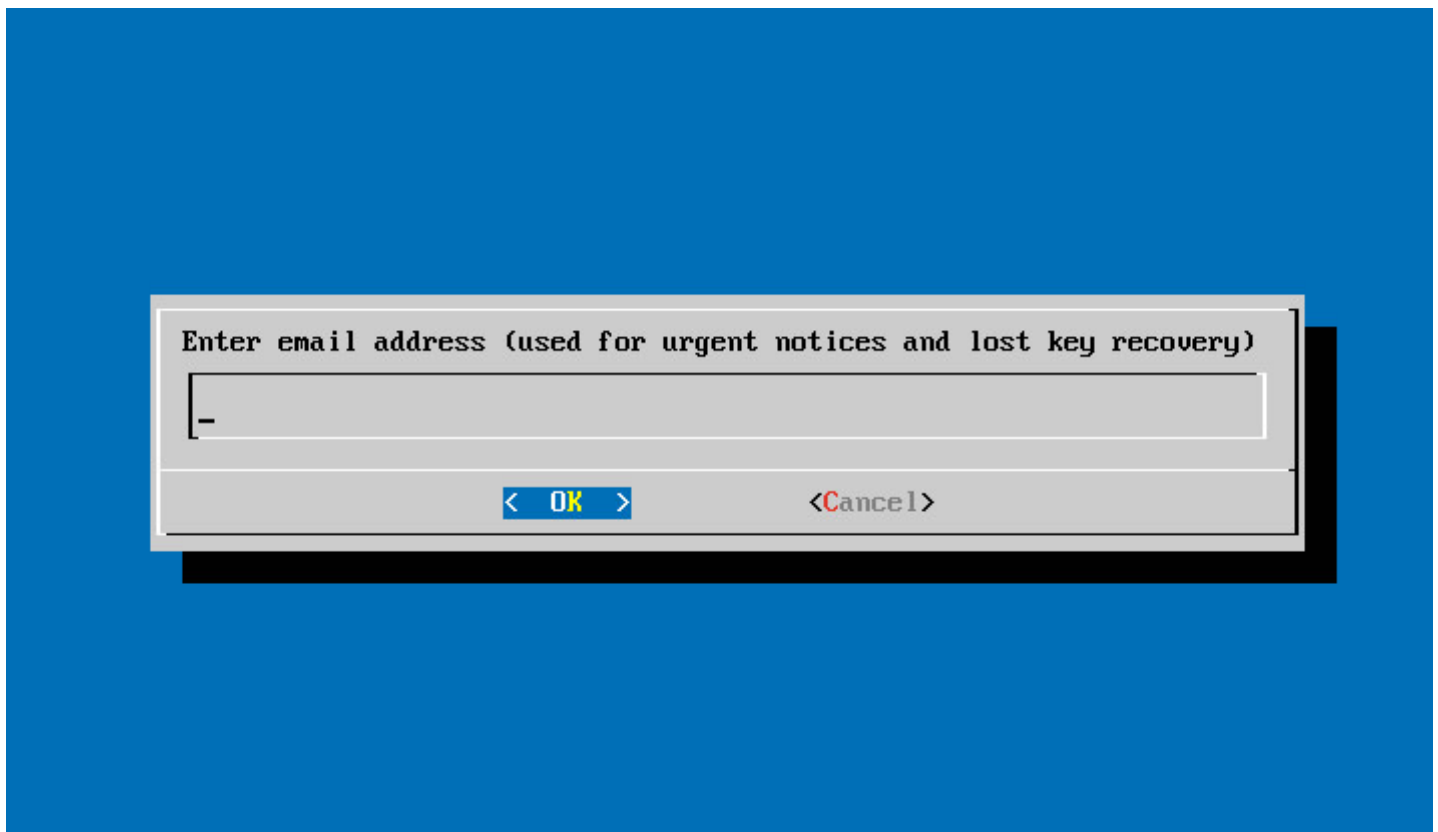 Enter email address (used for urgent notices and lost key recovery)
< OK > <Cancel>